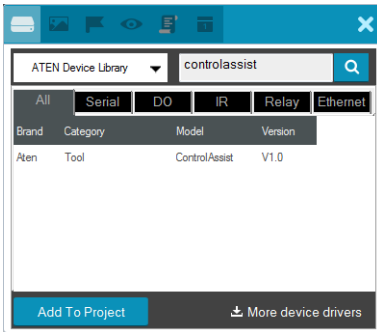 ATEN Device Library controlassist
All Serial DO IR Relay Ethernet
Brand Category Model Version
Aten Tool ControlAssist V1.0
Add To Project More device drivers